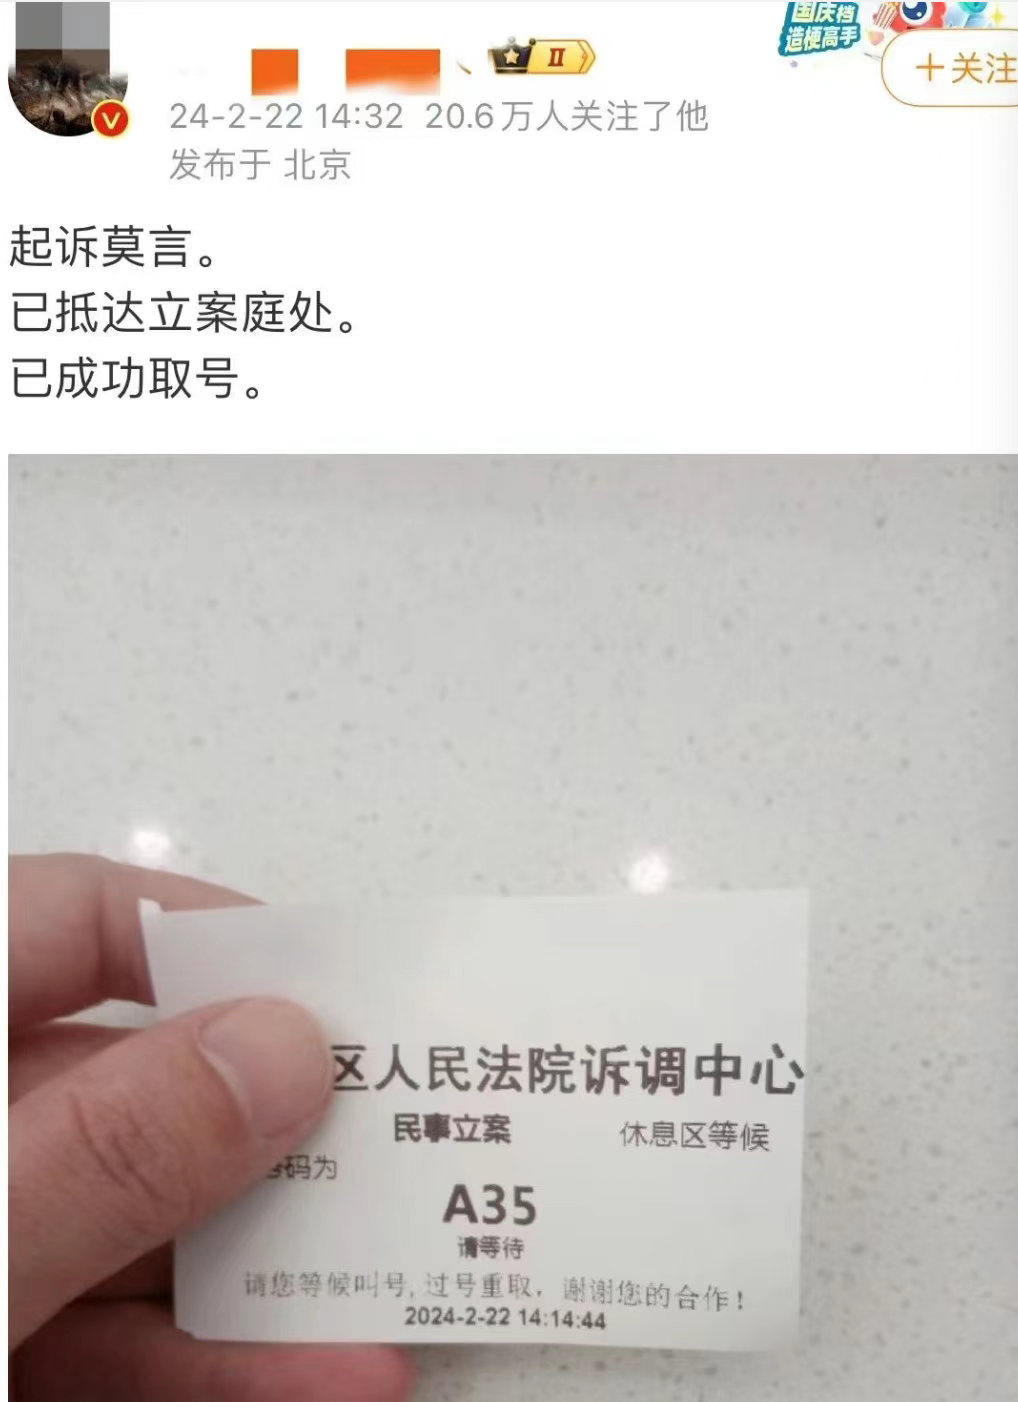 国庆档
造梗高手
II
+关注
24-2-22 14:32 20.6万人关注了他
发布于 北京
起诉莫言。
已抵达立案庭处。
已成功取号。
区人民法院诉调中心
民事立案 休息区等候
码为
A35
请等待
请您等候叫号,过号重取，谢谢您的合作！
2024-2-22 14:14:44